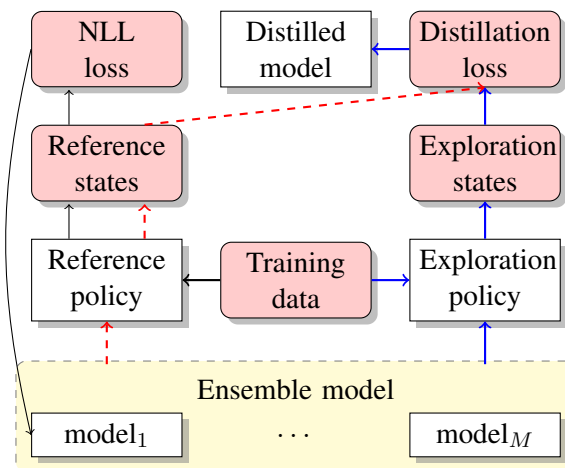 NLL
loss
Distilled
model
Distillation
loss
Reference
states
Exploration
states
Reference
policy
Training
data
Exploration
policy
Ensemble model
model₁
...
model_M